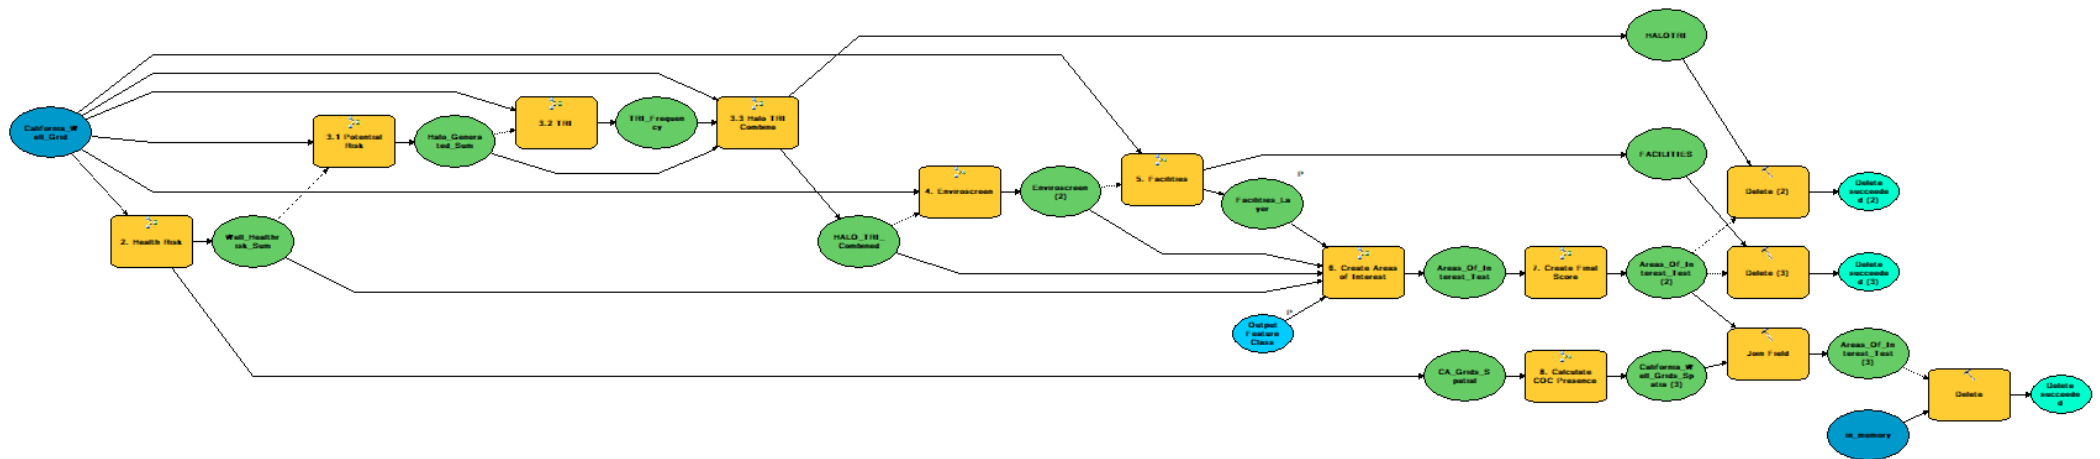 HALOTRI
California_W
ell_Grid
3.1 Potential
Risk
Halo_Genera
ted_Sum
3.2 TRI
TRI_Frequen
cy
3.3 Halo TRI
Combine
FACILITIES
4. Enviroscreen
Enviroscreen
(2)
5. Facilities
Facilities_La
yer
P
Delete (2)
Delete
succeede
d (2)
2. Health Risk
Well_Healthr
isk_Sum
HALO_TRI_
Combined
6. Create Areas
of Interest
Areas_Of_In
terest_Test
7. Create Final
Score
Areas_Of_In
terest_Test
(2)
Delete (3)
Delete
succeede
d (3)
P
Output
Feature
Class
Join Field
Areas_Of_In
terest_Test
(3)
CA_Grids_S
patial
8. Calculate
COC Presence
California_W
ell_Grids_Sp
atia (3)
Delete
Delete
succeede
d
in_memory